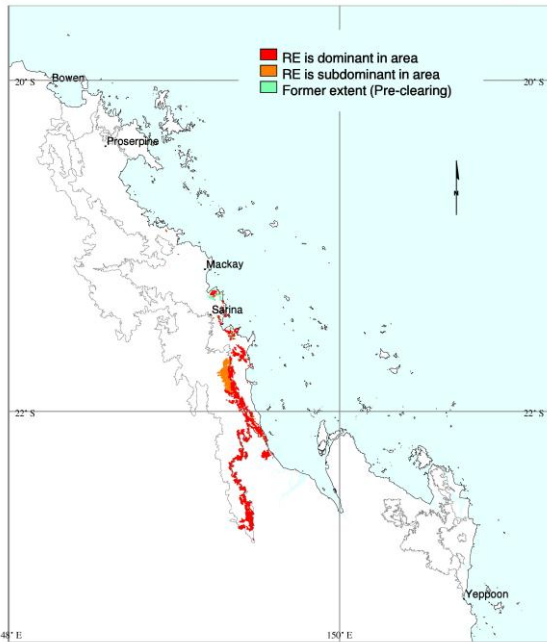 RE is dominant in area
RE is subdominant in area
Former extent (Pre-clearing)
20° S
20° S
Bowen
Proserpine
N
Mackay
Sarina
22° S
22° S
Yeppoon
48° E
150° E